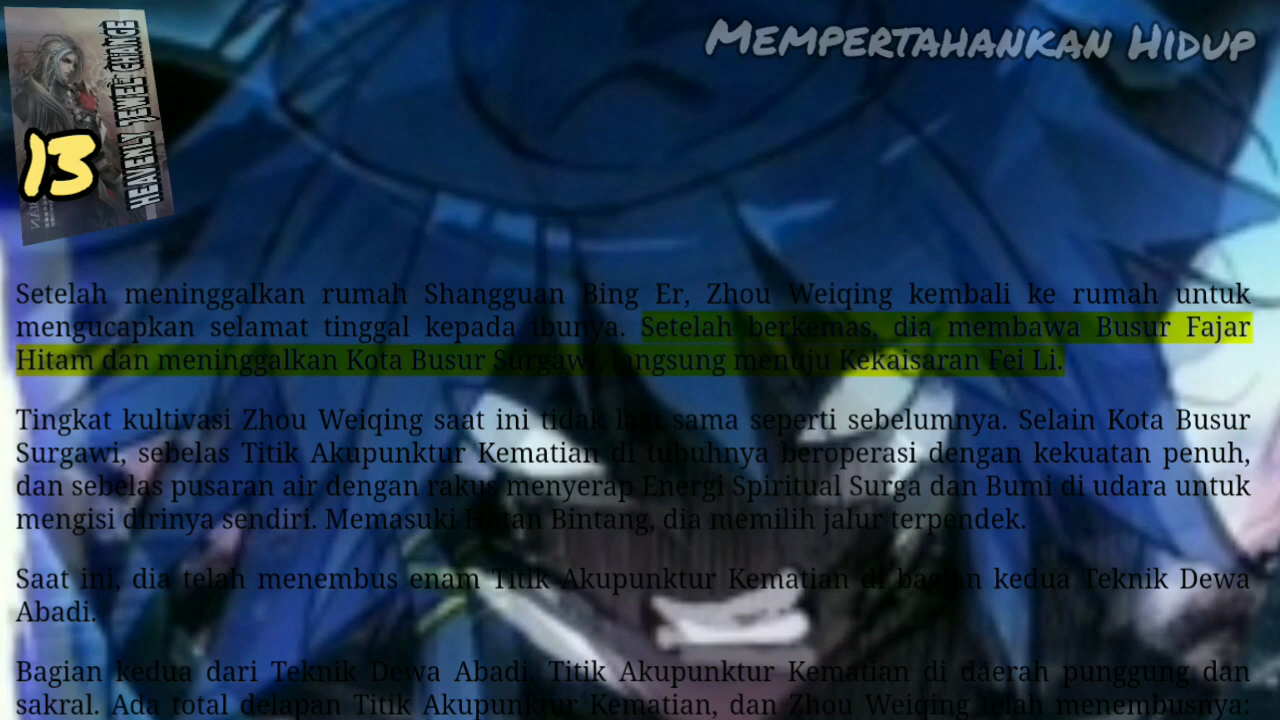 Mempertahankan Hidup
HEAVENLY JEWEL CHANGE
13
Setelah meninggalkan rumah Shangguan Bing Er, Zhou Weiqing kembali ke rumah untuk
mengucapkan selamat tinggal kepada ibunya. Setelah berkemas, dia membawa Busur Fajar
Hitam dan meninggalkan Kota Busur Surgawi, langsung menuju Kekaisaran Fei Li.
Tingkat kultivasi Zhou Weiqing saat ini tidak lagi sama seperti sebelumnya. Selain Kota Busur
Surgawi, sebelas Titik Akupunktur Kematian di tubuhnya beroperasi dengan kekuatan penuh,
dan sebelas pusaran air dengan rakus menyerap Energi Spiritual Surga dan Bumi di udara untuk
mengisi dirinya sendiri. Memasuki Hutan Bintang, dia memilih jalur terpendek.
Saat ini, dia telah menembus enam Titik Akupunktur Kematian di bagian kedua Teknik Dewa
Abadi.
Bagian kedua dari Teknik Dewa Abadi, Titik Akupunktur Kematian di daerah punggung dan
sakral. Ada total delapan Titik Akupunktur Kematian, dan Zhou Weiqing telah menembusnya;